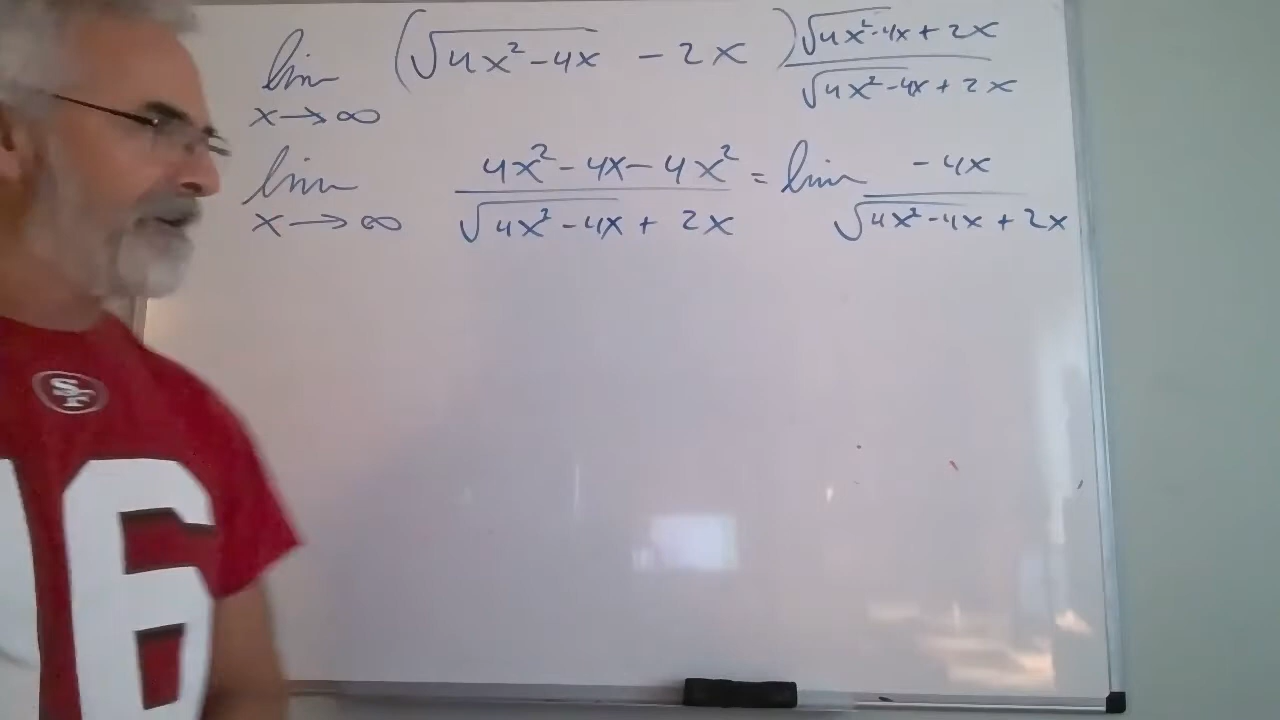 lim x→∞ (√(4x²-4x) - 2x) (√(4x²-4x) + 2x)/(√(4x²-4x) + 2x)
lim x→∞ (4x²-4x-4x²)/(√(4x²-4x) + 2x) = lim (-4x)/(√(4x²-4x) + 2x)
SF
6